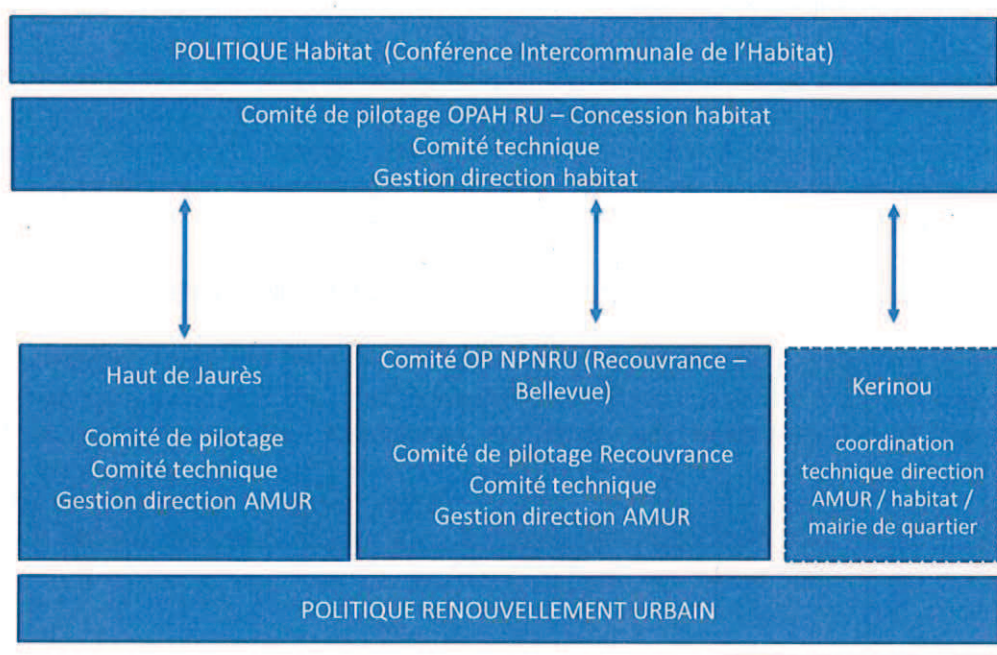 POLITIQUE Habitat (Conférence Intercommunale de l'Habitat)
Comité de pilotage OPAH RU – Concession habitat
Comité technique
Gestion direction habitat
Haut de Jaurès
Comité de pilotage
Comité technique
Gestion direction AMUR
Comité OP NPNRU (Recouvrance –
Bellevue)
Comité de pilotage Recouvrance
Comité technique
Gestion direction AMUR
Kerinou
coordination
technique direction
AMUR / habitat /
mairie de quartier
POLITIQUE RENOUVELLEMENT URBAIN